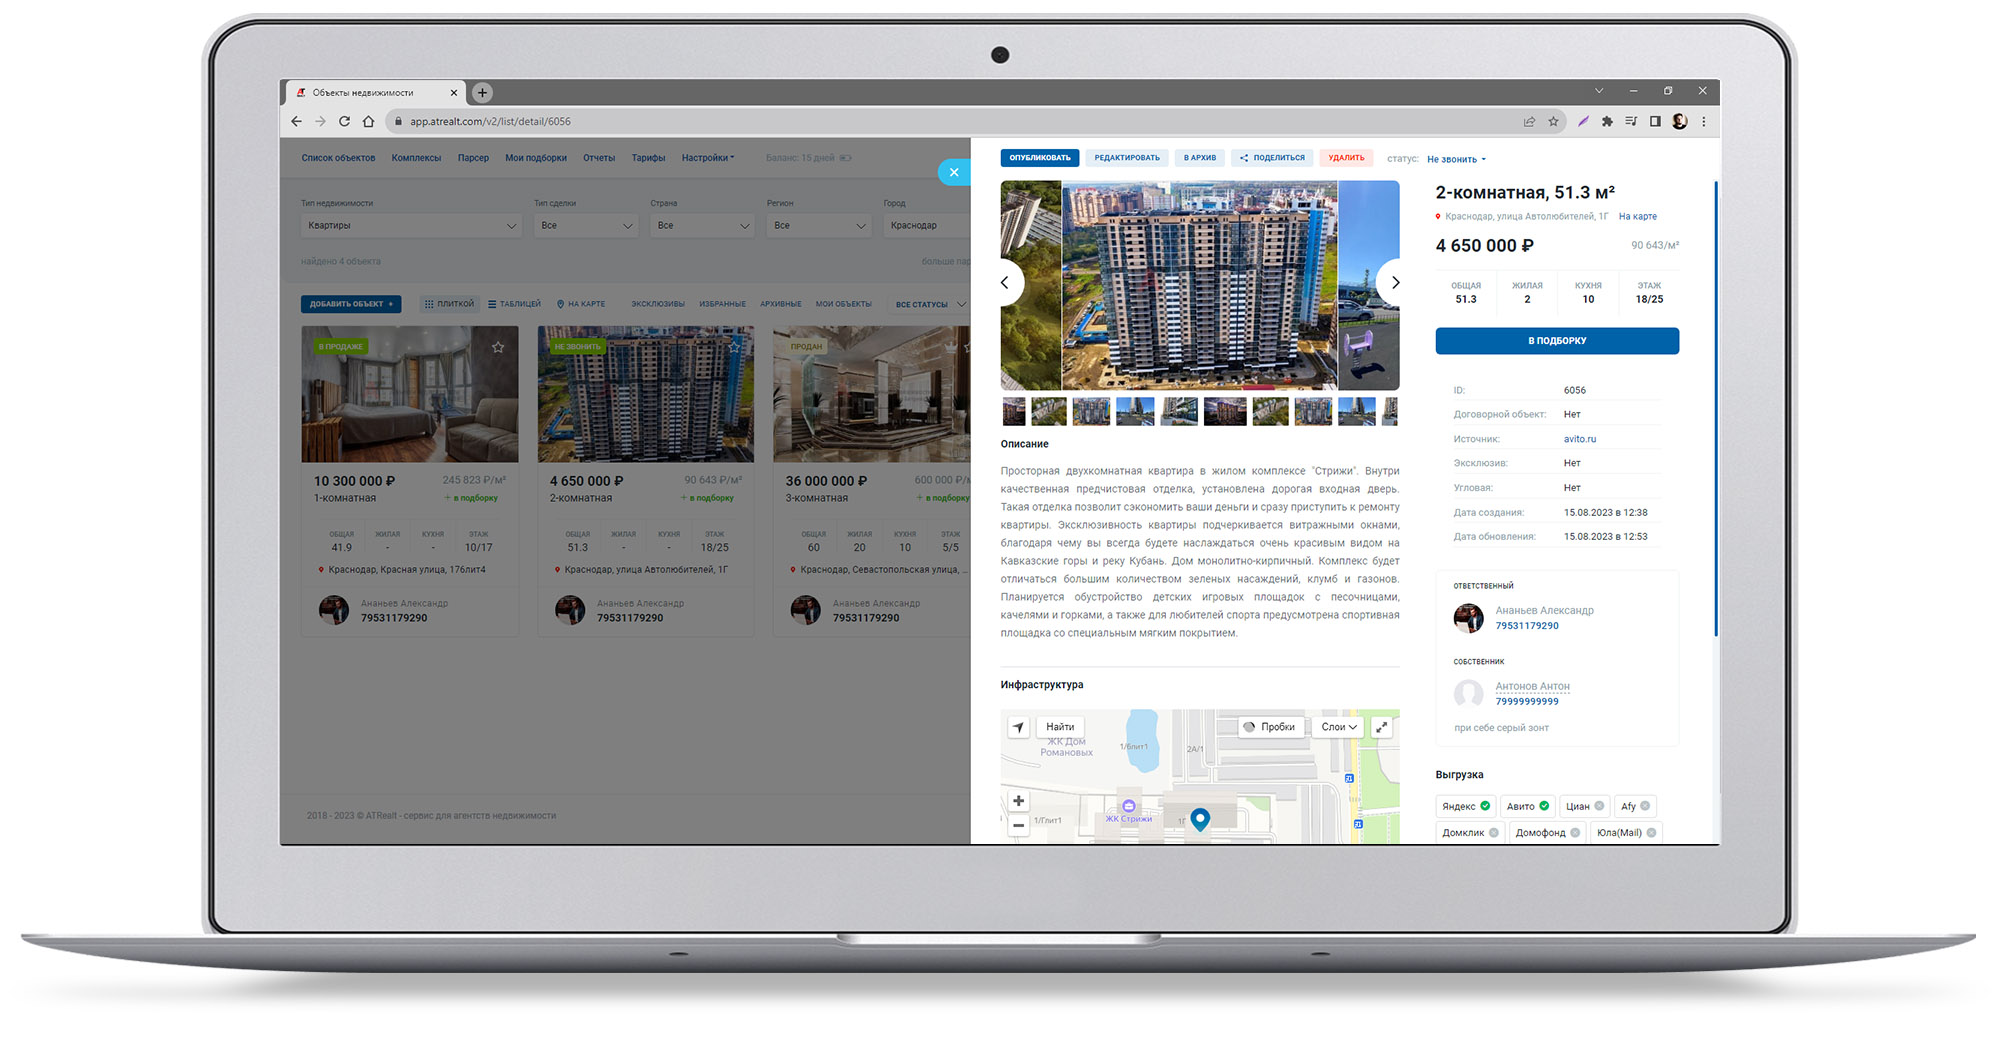 Объекты недвижимости
app.atrealt.com/v2/list/detail/6056
Список объектов Комплексы Парсер Мои подборки Отчеты Тарифы Настройки Баланс: 15 дней
Тип недвижимости Тип сделки Страна Регион Город
Квартиры Все Все Все Краснодар
найдено 4 объекта больше пар
ДОБАВИТЬ ОБЪЕКТ + ПЛИТКОЙ ТАБЛИЦЕЙ НА КАРТЕ ЭКСКЛЮЗИВЫ ИЗБРАННЫЕ АРХИВНЫЕ МОИ ОБЪЕКТЫ ВСЕ СТАТУСЫ
В ПРОДАЖЕ
10 300 000 ₽ 245 823 ₽/м²
1-комнатная + в подборку
ОБЩАЯ ЖИЛАЯ КУХНЯ ЭТАЖ
41.9 - - 10/17
Краснодар, Красная улица, 176лит4
Ананьев Александр
79531179290
НЕ ЗВОНИТЬ
4 650 000 ₽ 90 643 ₽/м²
2-комнатная + в подборку
ОБЩАЯ ЖИЛАЯ КУХНЯ ЭТАЖ
51.3 - - 18/25
Краснодар, улица Автолюбителей, 1Г
Ананьев Александр
79531179290
ПРОДАН
36 000 000 ₽ 600 000 ₽/м
3-комнатная + в подборку
ОБЩАЯ ЖИЛАЯ КУХНЯ ЭТАЖ
60 20 10 5/5
Краснодар, Севастопольская улица, ...
Ананьев Александр
79531179290
2018 - 2023 © ATRealt - сервис для агентств недвижимости
ОПУБЛИКОВАТЬ РЕДАКТИРОВАТЬ В АРХИВ ПОДЕЛИТЬСЯ УДАЛИТЬ статус: Не звонить
Описание
Просторная двухкомнатная квартира в жилом комплексе "Стрижи". Внутри
качественная предчистовая отделка, установлена дорогая входная дверь.
Такая отделка позволит сэкономить ваши деньги и сразу приступить к ремонту
квартиры. Эксклюзивность квартиры подчеркивается витражными окнами,
благодаря чему вы всегда будете наслаждаться очень красивым видом на
Кавказские горы и реку Кубань. Дом монолитно-кирпичный. Комплекс будет
отличаться большим количеством зеленых насаждений, клумб и газонов.
Планируется обустройство детских игровых площадок с песочницами,
качелями и горками, а также для любителей спорта предусмотрена спортивная
площадка со специальным мягким покрытием.
Инфраструктура
Найти Пробки Слои
ЖК Дом
Романовых
1/6лит1
2А/1
ЖК Стрижи
1/Глит1
1Г
2-комнатная, 51.3 м²
Краснодар, улица Автолюбителей, 1Г На карте
4 650 000 ₽ 90 643/м²
ОБЩАЯ ЖИЛАЯ КУХНЯ ЭТАЖ
51.3 2 10 18/25
В ПОДБОРКУ
ID: 6056
Договорной объект: Нет
Источник: avito.ru
Эксклюзив: Нет
Угловая: Нет
Дата создания: 15.08.2023 в 12:38
Дата обновления: 15.08.2023 в 12:53
ОТВЕТСТВЕННЫЙ
Ананьев Александр
79531179290
СОБСТВЕННИК
Антонов Антон
79999999999
при себе серый зонт
Выгрузка
Яндекс Авито Циан Afy
Домклик Домофонд Юла(Mail)